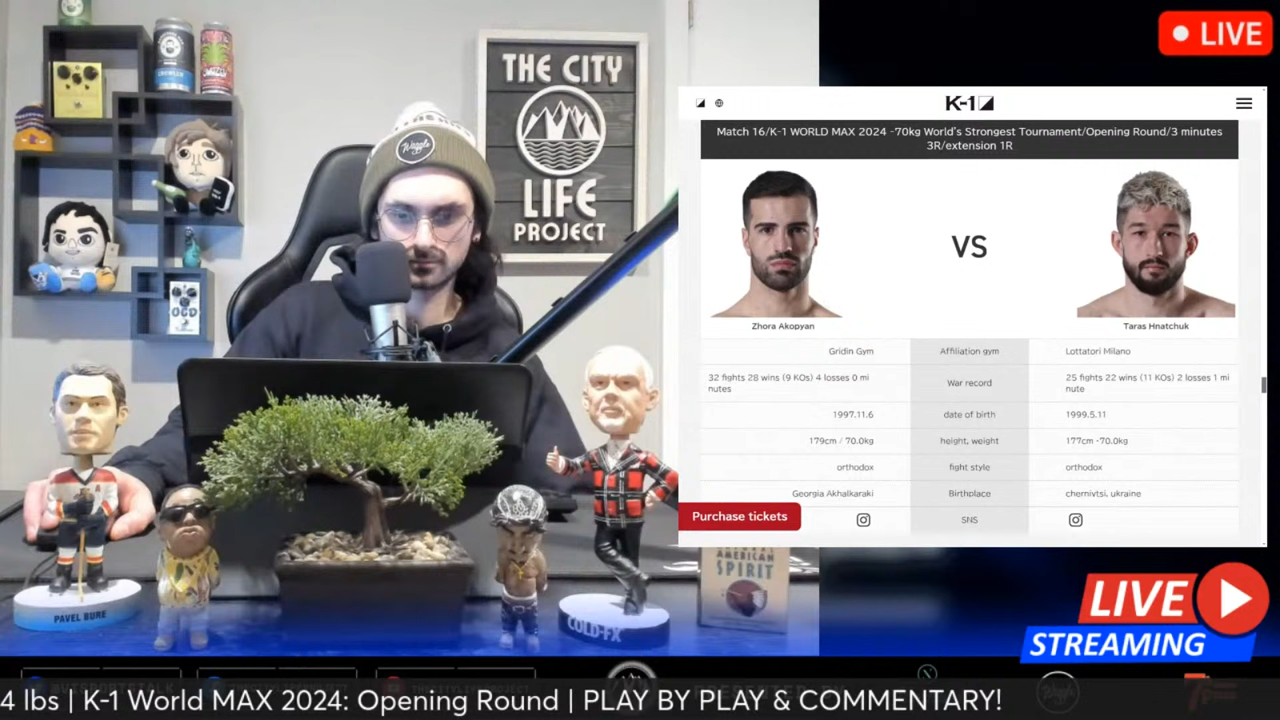 LIVE
THE CITY
LIFE
PROJECT
Waggle
OCD
K-1
Match 16/K-1 WORLD MAX 2024 -70kg World's Strongest Tournament/Opening Round/3 minutes
3R/extension 1R
VS
Zhora Akopyan
Taras Hnatchuk
Gridin Gym Affiliation gym Lottatori Milano
32 fights 28 wins (9 KOs) 4 losses 0 mi
nutes
War record
25 fights 22 wins (11 KOs) 2 losses 1 mi
nute
1997.11.6 date of birth 1999.5.11
179cm / 70.0kg height, weight 177cm -70.0kg
orthodox fight style orthodox
Georgia Akhalkaraki Birthplace chernivtsi, ukraine
SNS
Purchase tickets
AMERICAN
SPIRIT
PAVEL BURE
COLD-FX
LIVE
STREAMING
4 lbs | K-1 World MAX 2024: Opening Round | PLAY BY PLAY & COMMENTARY!